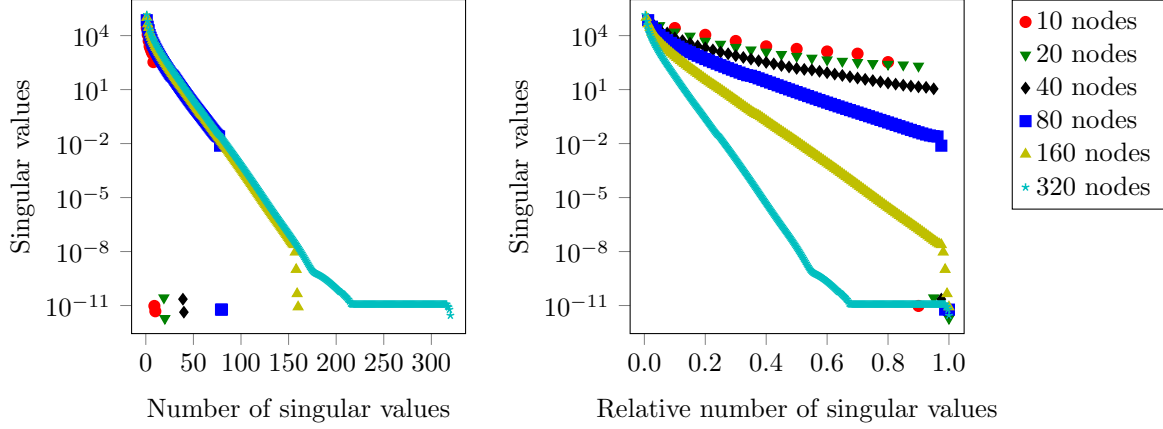 10^4
10^1
10^−2
10^−5
10^−8
10^−11
Singular values
0 50 100 150 200 250 300
Number of singular values
10^4
10^1
10^−2
10^−5
10^−8
10^−11
Singular values
0.0 0.2 0.4 0.6 0.8 1.0
Relative number of singular values
10 nodes
20 nodes
40 nodes
80 nodes
160 nodes
320 nodes